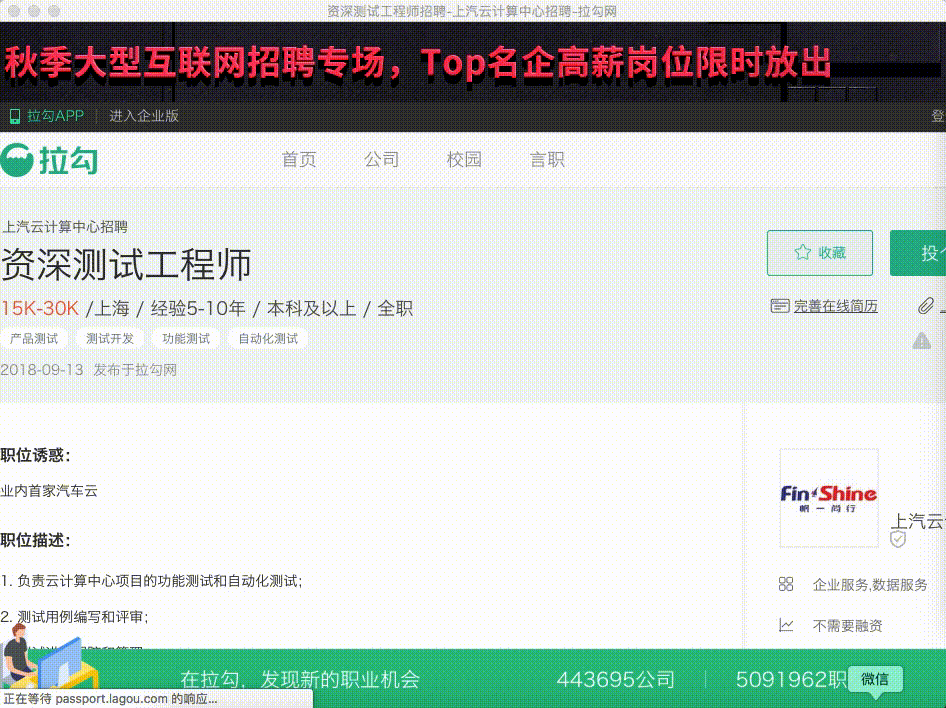 资深测试工程师招聘-上汽云计算中心招聘-拉勾网
秋季大型互联网招聘专场，Top名企高薪岗位限时放出
拉勾APP 进入企业版 登
拉勾 首页 公司 校园 言职
上汽云计算中心招聘
资深测试工程师
收藏 投个
15K-30K /上海 / 经验5-10年 / 本科及以上 / 全职
完善在线简历
产品测试 测试开发 功能测试 自动化测试
2018-09-13 发布于拉勾网
职位诱惑：
业内首家汽车云
Fin Shine
帆一尚行
上汽云
职位描述：
1. 负责云计算中心项目的功能测试和自动化测试；
企业服务,数据服务
2. 测试用例编写和评审；
不需要融资
在拉勾，发现新的职业机会 443695公司 5091962职 微信
正在等待 passport.lagou.com 的响应...